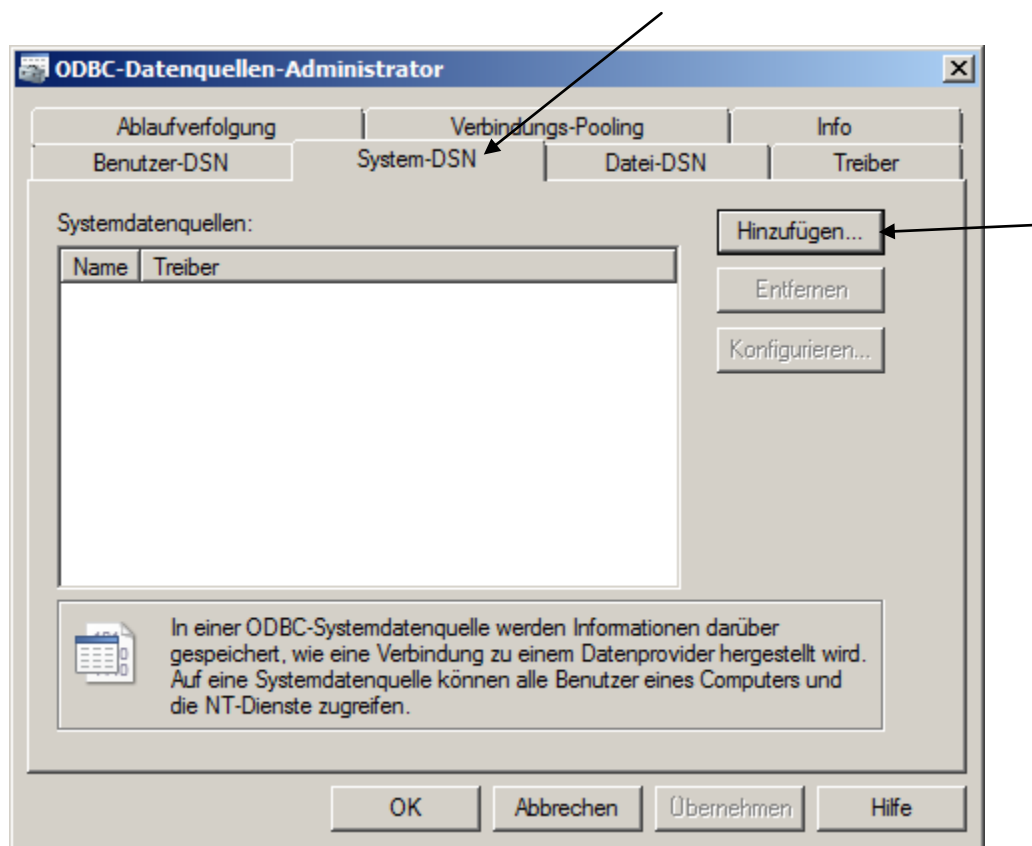 ODBC-Datenquellen-Administrator
Ablaufverfolgung Verbindungs-Pooling Info
Benutzer-DSN System-DSN Datei-DSN Treiber
Systemdatenquellen:
Hinzufügen...
Name Treiber
Entfernen
Konfigurieren...
In einer ODBC-Systemdatenquelle werden Informationen darüber
gespeichert, wie eine Verbindung zu einem Datenprovider hergestellt wird.
Auf eine Systemdatenquelle können alle Benutzer eines Computers und
die NT-Dienste zugreifen.
OK Abbrechen Übernehmen Hilfe